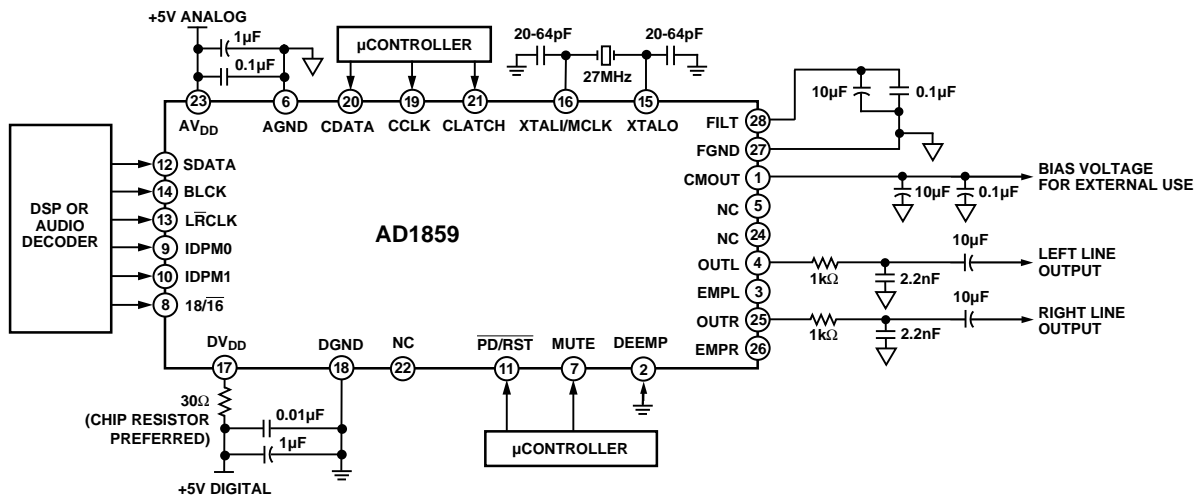 +5V ANALOG
1µF
0.1µF
µCONTROLLER
20-64pF
20-64pF
27MHz
10µF
0.1µF
23
6
20
19
21
16
15
AVDD
AGND
CDATA
CCLK
CLATCH
XTALI/MCLK
XTALO
FILT
28
FGND
27
CMOUT
1
BIAS VOLTAGE
FOR EXTERNAL USE
10µF
0.1µF
NC
5
NC
24
OUTL
4
1kΩ
2.2nF
10µF
LEFT LINE
OUTPUT
EMPL
3
OUTR
25
1kΩ
2.2nF
10µF
RIGHT LINE
OUTPUT
EMPR
26
DSP OR
AUDIO
DECODER
12
SDATA
14
BLCK
13
LR̅CLK
9
IDPM0
10
IDPM1
8
18/1̅6̅
AD1859
DVDD
DGND
NC
P̅D̅/̅R̅S̅T̅
MUTE
DEEMP
17
18
22
11
7
2
30Ω
(CHIP RESISTOR
PREFERRED)
0.01µF
1µF
+5V DIGITAL
µCONTROLLER